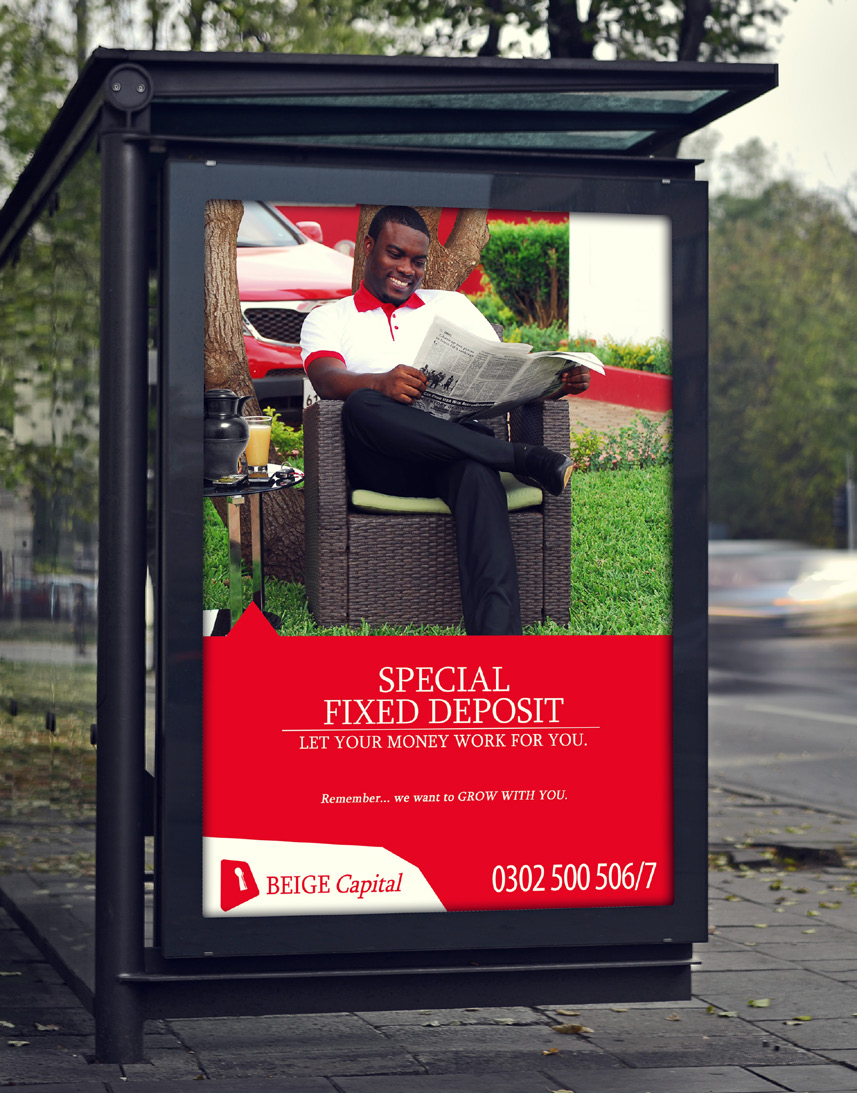 SPECIAL
FIXED DEPOSIT
LET YOUR MONEY WORK FOR YOU.
Remember... we want to GROW WITH YOU.
BEIGE Capital
0302 500 506/7